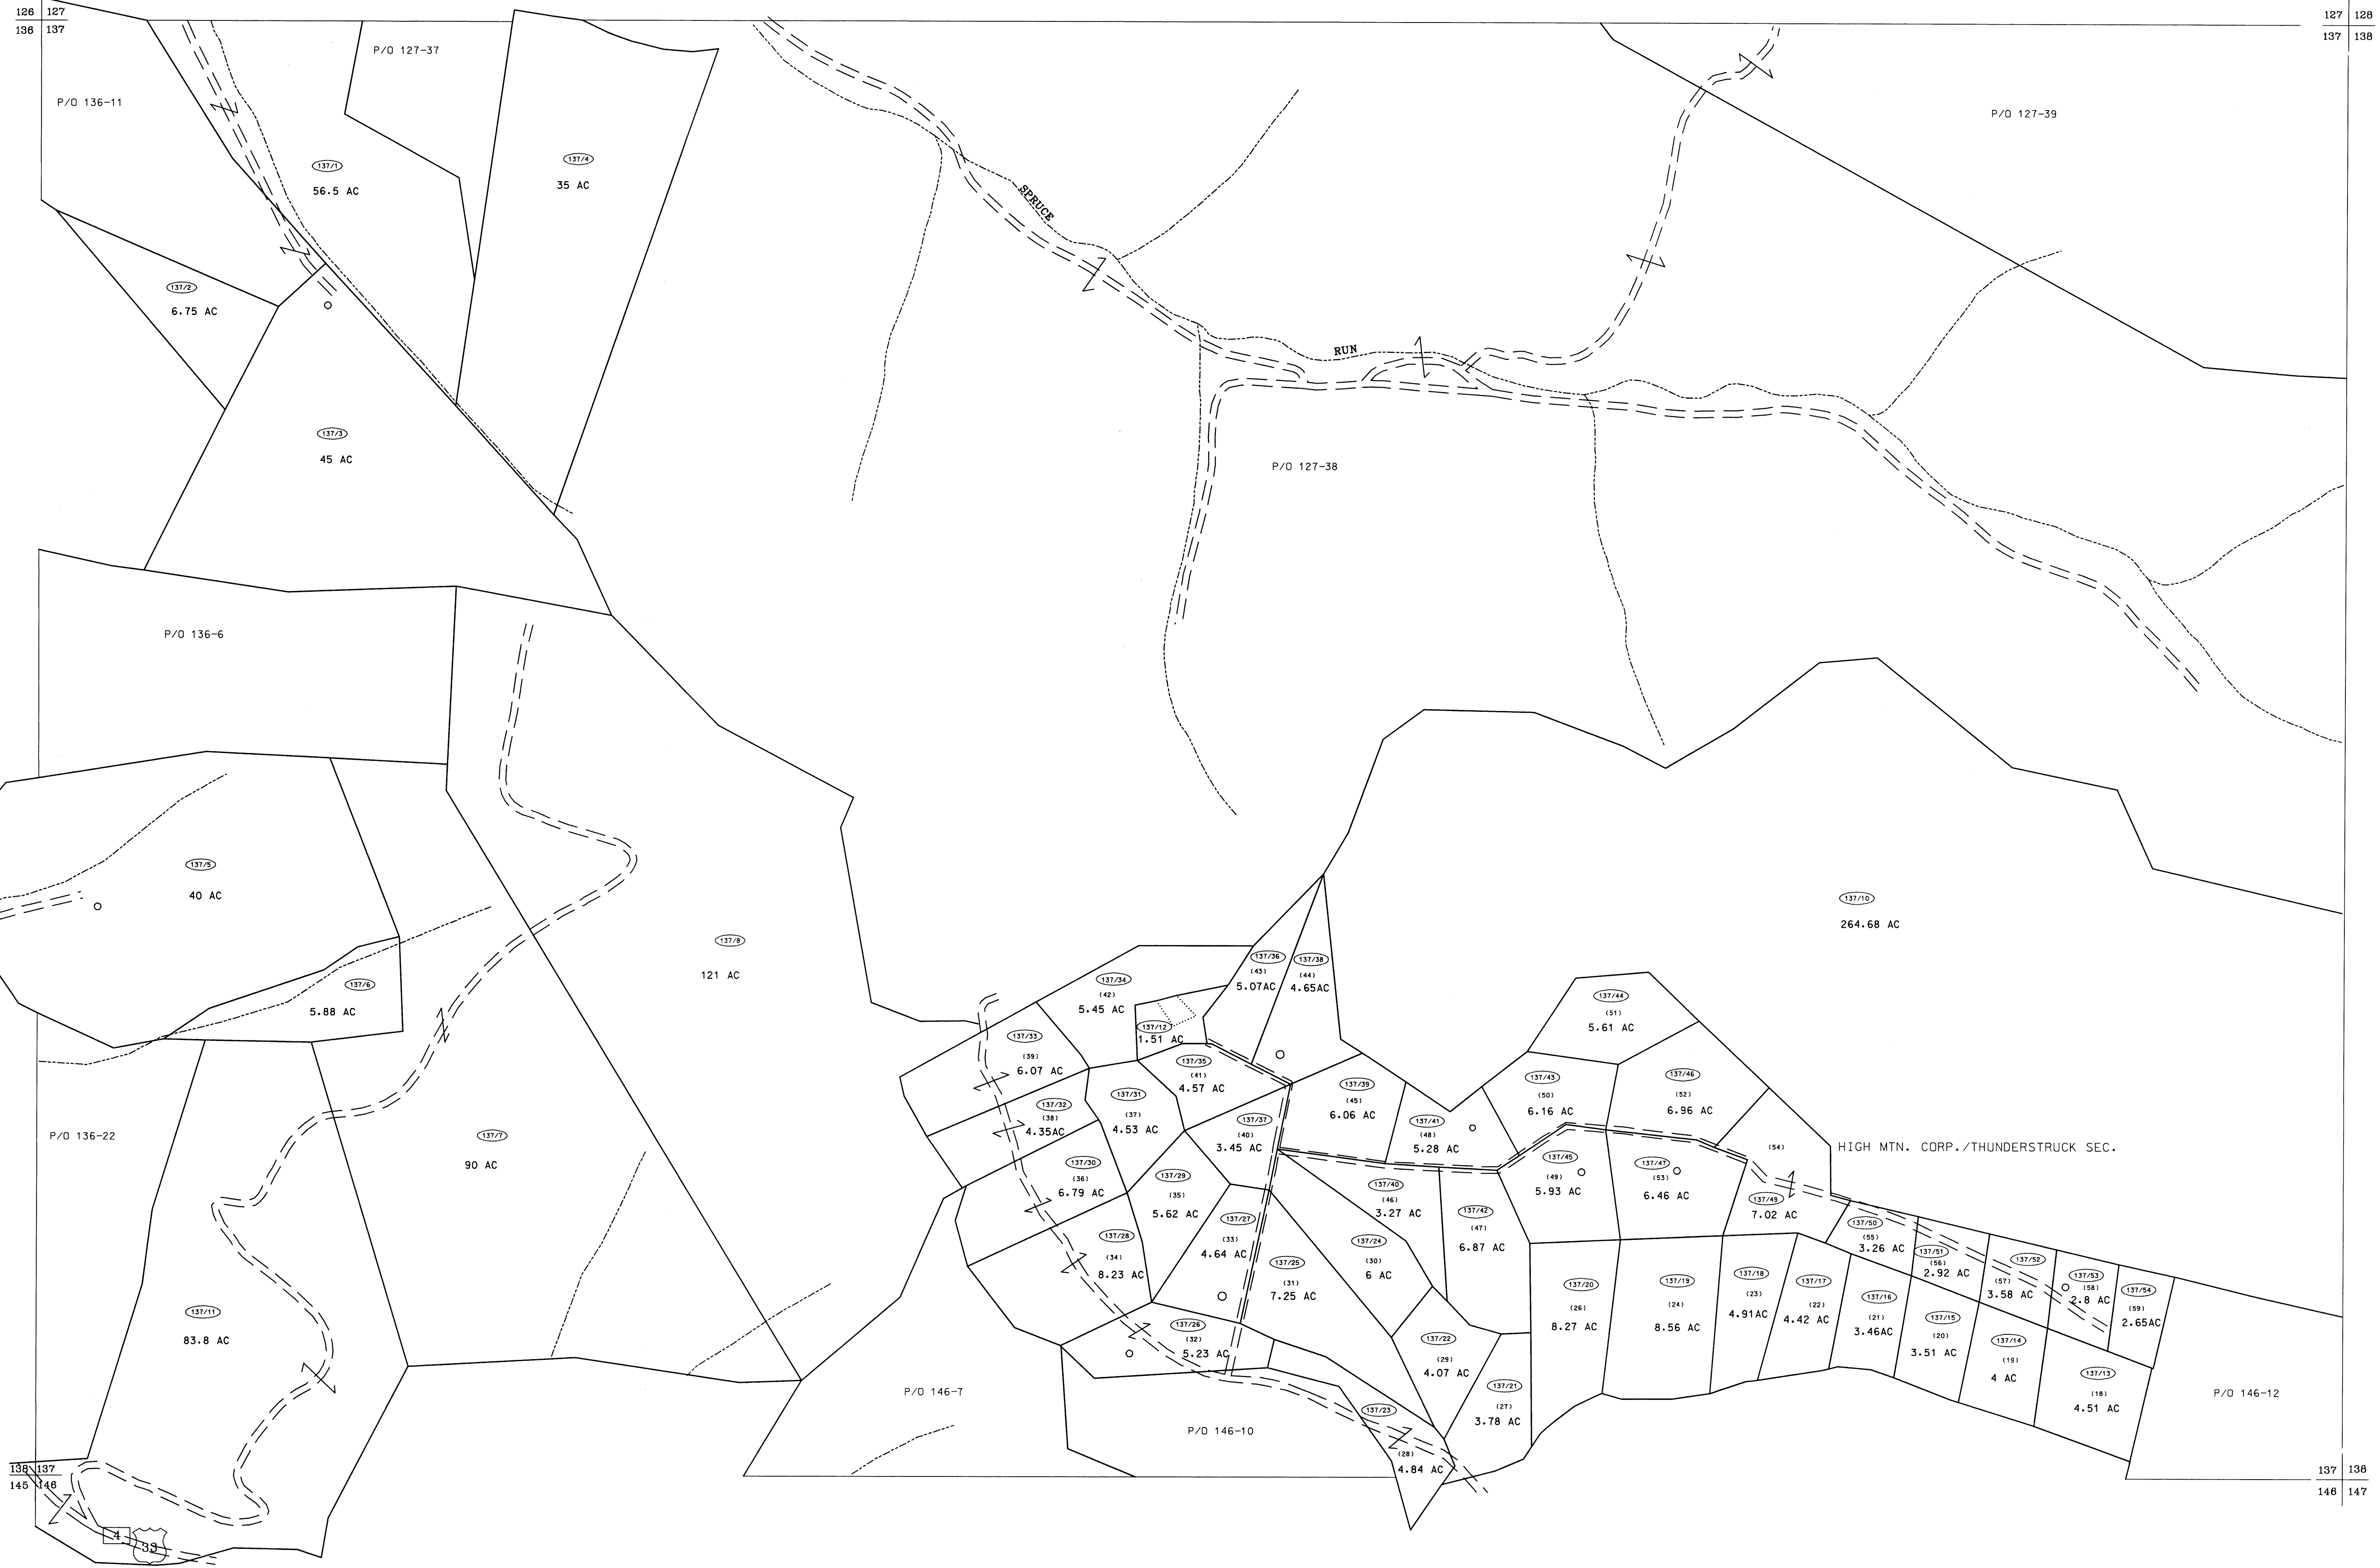 126 127
136 137
127 128
137 138
P/O 127-37
P/O 136-11
P/O 127-39
137/1
56.5 AC
137/4
35 AC
SPRUCE
137/2
6.75 AC
RUN
137/3
45 AC
P/O 127-38
P/O 136-6
137/5
40 AC
137/10
264.68 AC
137/8
121 AC
137/6
5.88 AC
137/36
(43)
5.07AC
137/38
(44)
4.65AC
137/34
(42)
5.45 AC
137/12
1.51 AC
137/33
(39)
6.07 AC
137/35
(41)
4.57 AC
137/44
(51)
5.61 AC
137/43
(50)
6.16 AC
137/46
(52)
6.96 AC
137/39
(45)
6.06 AC
137/32
(38)
4.35AC
137/31
(37)
4.53 AC
137/37
(40)
3.45 AC
137/41
(48)
5.28 AC
(54)
HIGH MTN. CORP./THUNDERSTRUCK SEC.
P/O 136-22
137/7
90 AC
137/30
(36)
6.79 AC
137/29
(35)
5.62 AC
137/40
(46)
3.27 AC
137/45
(49)
5.93 AC
137/47
(53)
6.46 AC
137/49
7.02 AC
137/42
(47)
6.87 AC
137/27
(33)
4.64 AC
137/28
(34)
8.23 AC
137/24
(30)
6 AC
137/25
(31)
7.25 AC
137/50
(55)
3.26 AC
137/51
(56)
2.92 AC
137/52
(57)
3.58 AC
137/53
(58)
2.8 AC
137/54
(59)
2.65AC
137/20
(26)
8.27 AC
137/19
(24)
8.56 AC
137/18
(23)
4.91AC
137/17
(22)
4.42 AC
137/16
(21)
3.46AC
137/15
(20)
3.51 AC
137/14
(19)
4 AC
137/13
(18)
4.51 AC
137/11
83.8 AC
137/26
(32)
5.23 AC
137/22
(29)
4.07 AC
137/21
(27)
3.78 AC
137/23
(28)
4.84 AC
P/O 146-7
P/O 146-10
P/O 146-12
138 137
145 146
137 138
146 147
4
33